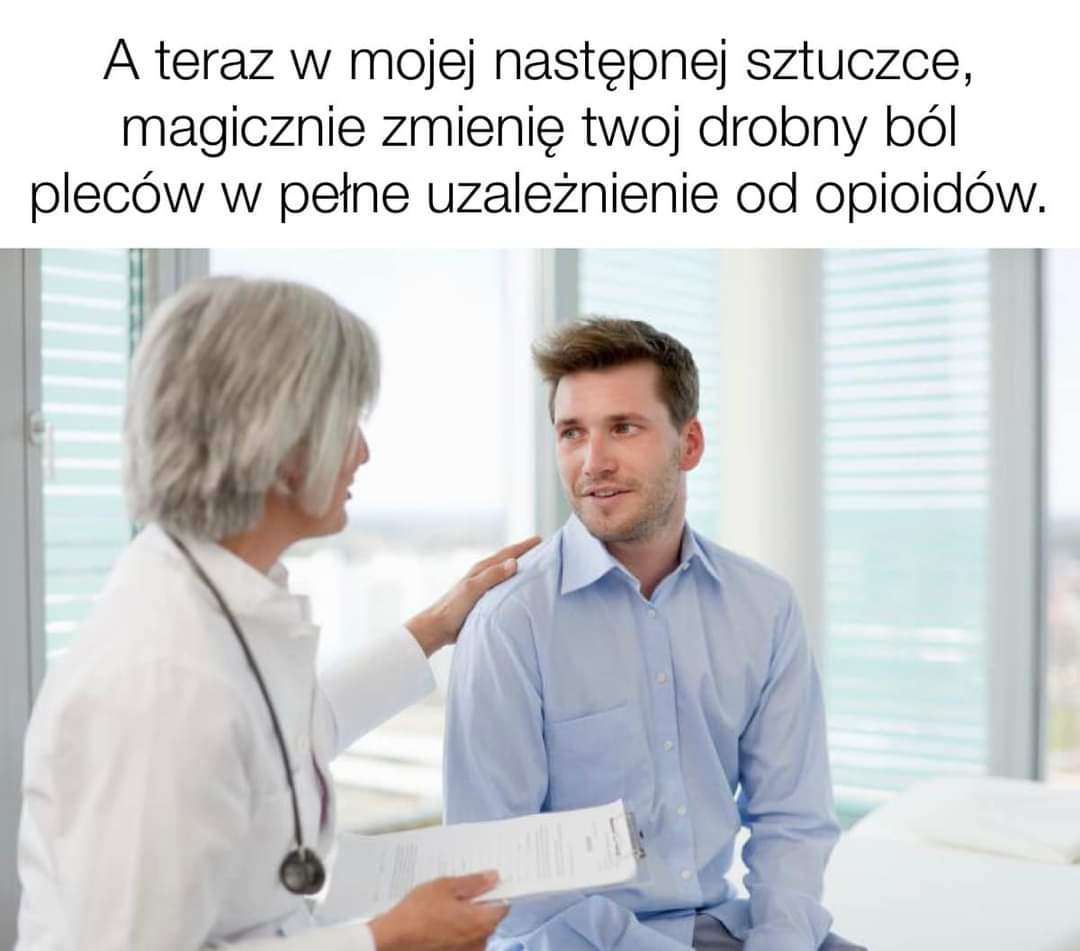 A teraz w mojej następnej sztuczce,
magicznie zmienię twoj drobny ból
pleców w pełne uzależnienie od opioidów.